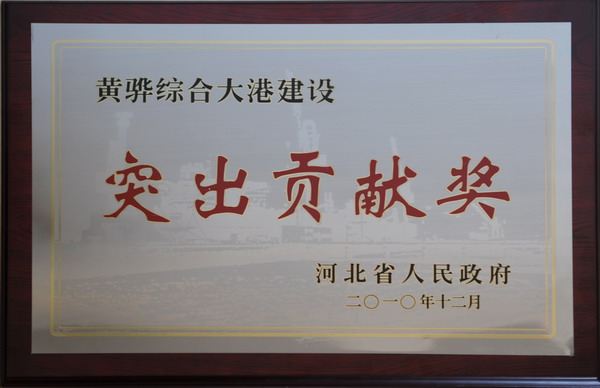 黄骅综合大港建设
突出贡献奖
河北省人民政府
二〇一〇年十二月